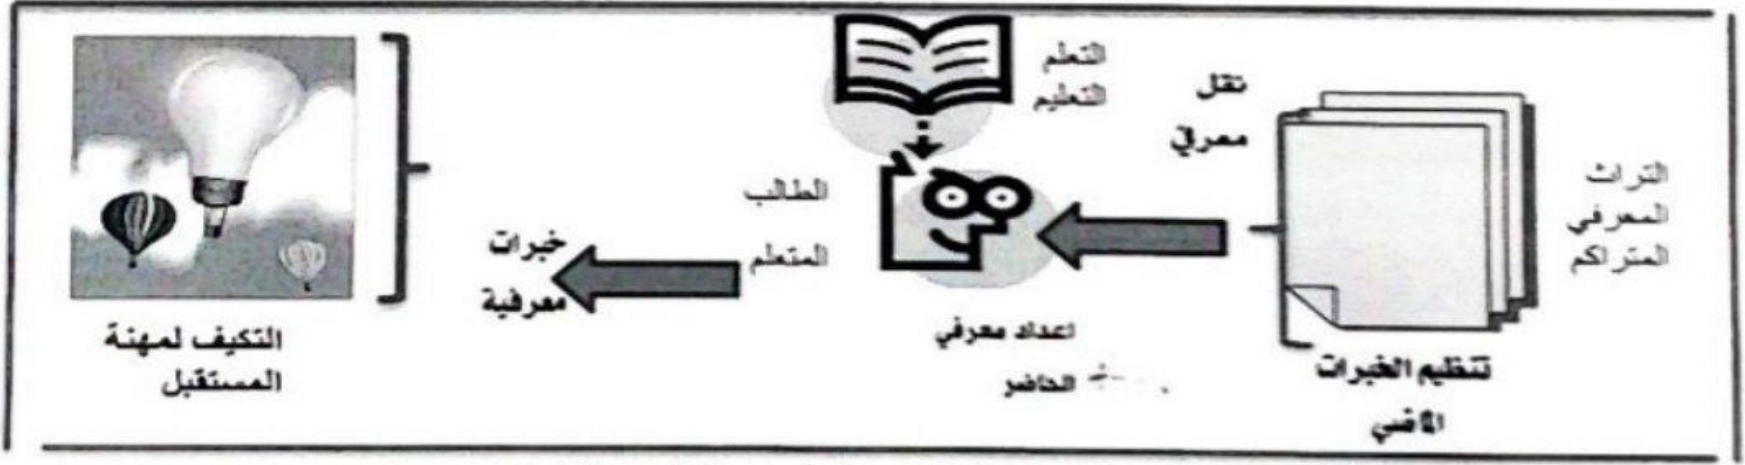 التراث
المعرفي
المتراكم
تنظيم الخبرات
الماضي
نقل
معرفي
التعلم
التعليم
الطالب
المتعلم
اعداد معرفي
الحاضر
خبرات
معرفية
التكيف لمهنة
المستقبل